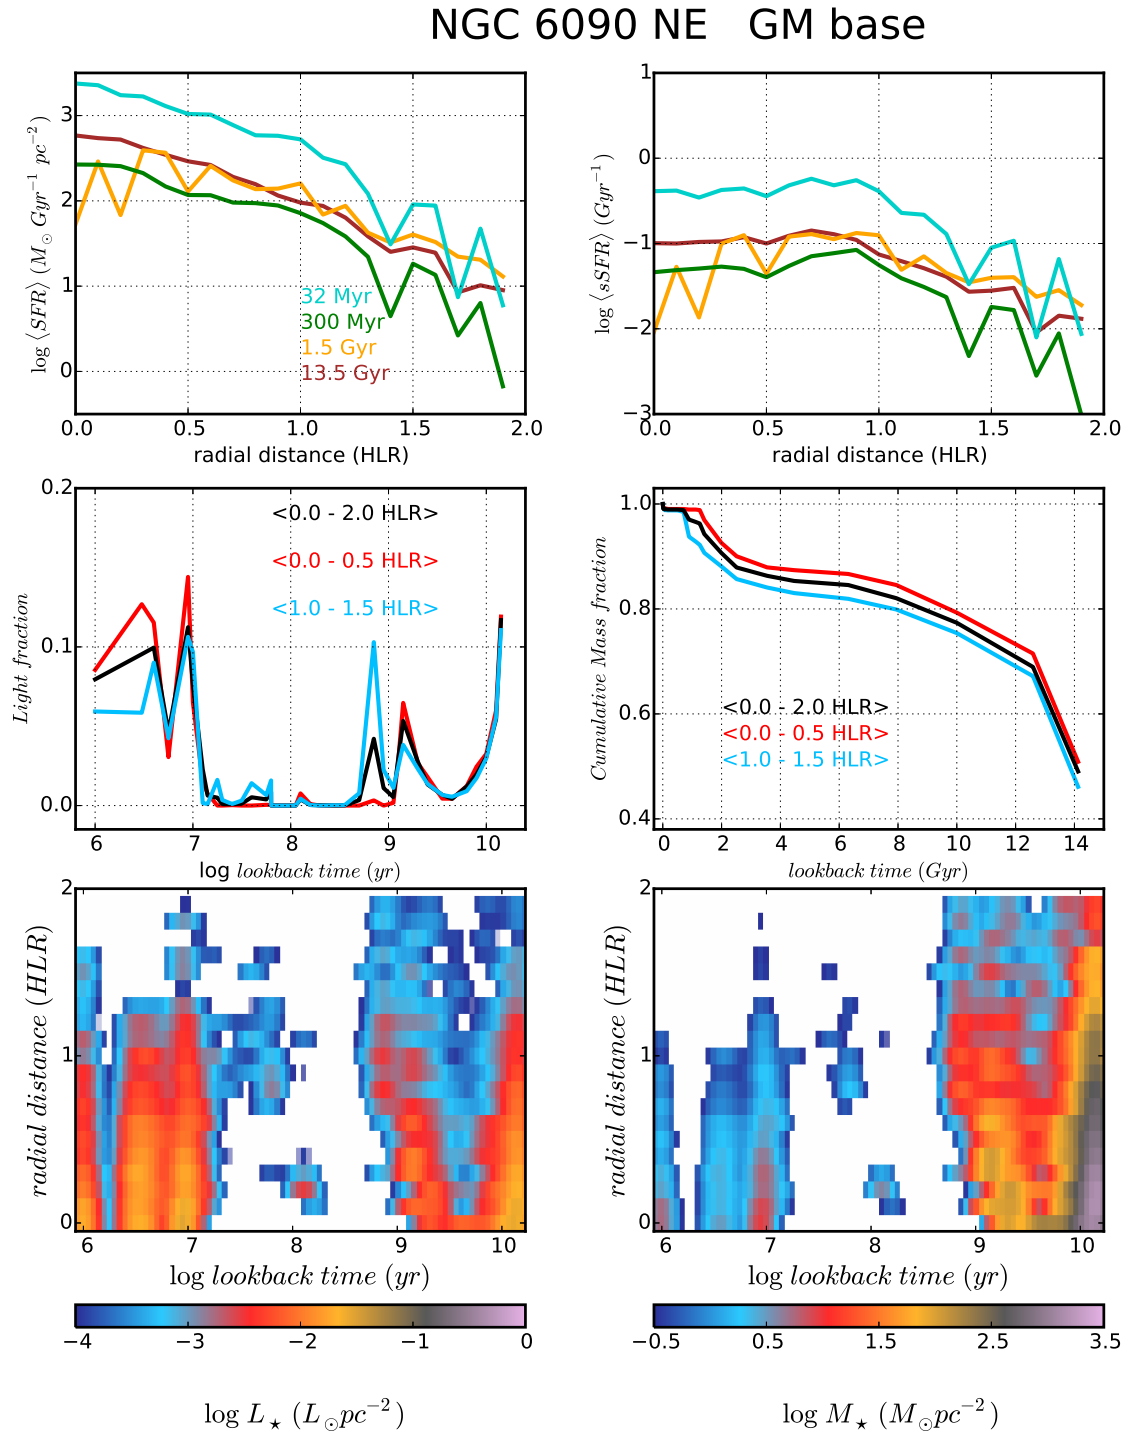 NGC 6090 NE GM base
log ⟨SFR⟩ (M⊙ Gyr⁻¹ pc⁻²)
3
2
1
0
32 Myr
300 Myr
1.5 Gyr
13.5 Gyr
0.0 0.5 1.0 1.5 2.0
radial distance (HLR)
log ⟨sSFR⟩ (Gyr⁻¹)
1
0
−1
−2
−3
0.0 0.5 1.0 1.5 2.0
radial distance (HLR)
Light fraction
0.2
0.1
0.0
<0.0 - 2.0 HLR>
<0.0 - 0.5 HLR>
<1.0 - 1.5 HLR>
6 7 8 9 10
log lookback time (yr)
Cumulative Mass fraction
1.0
0.8
0.6
0.4
<0.0 - 2.0 HLR>
<0.0 - 0.5 HLR>
<1.0 - 1.5 HLR>
0 2 4 6 8 10 12 14
lookback time (Gyr)
radial distance (HLR)
2
1
0
6 7 8 9 10
log lookback time (yr)
−4 −3 −2 −1 0
log L⋆ (L⊙pc⁻²)
radial distance (HLR)
2
1
0
6 7 8 9 10
log lookback time (yr)
−0.5 0.5 1.5 2.5 3.5
log M⋆ (M⊙pc⁻²)